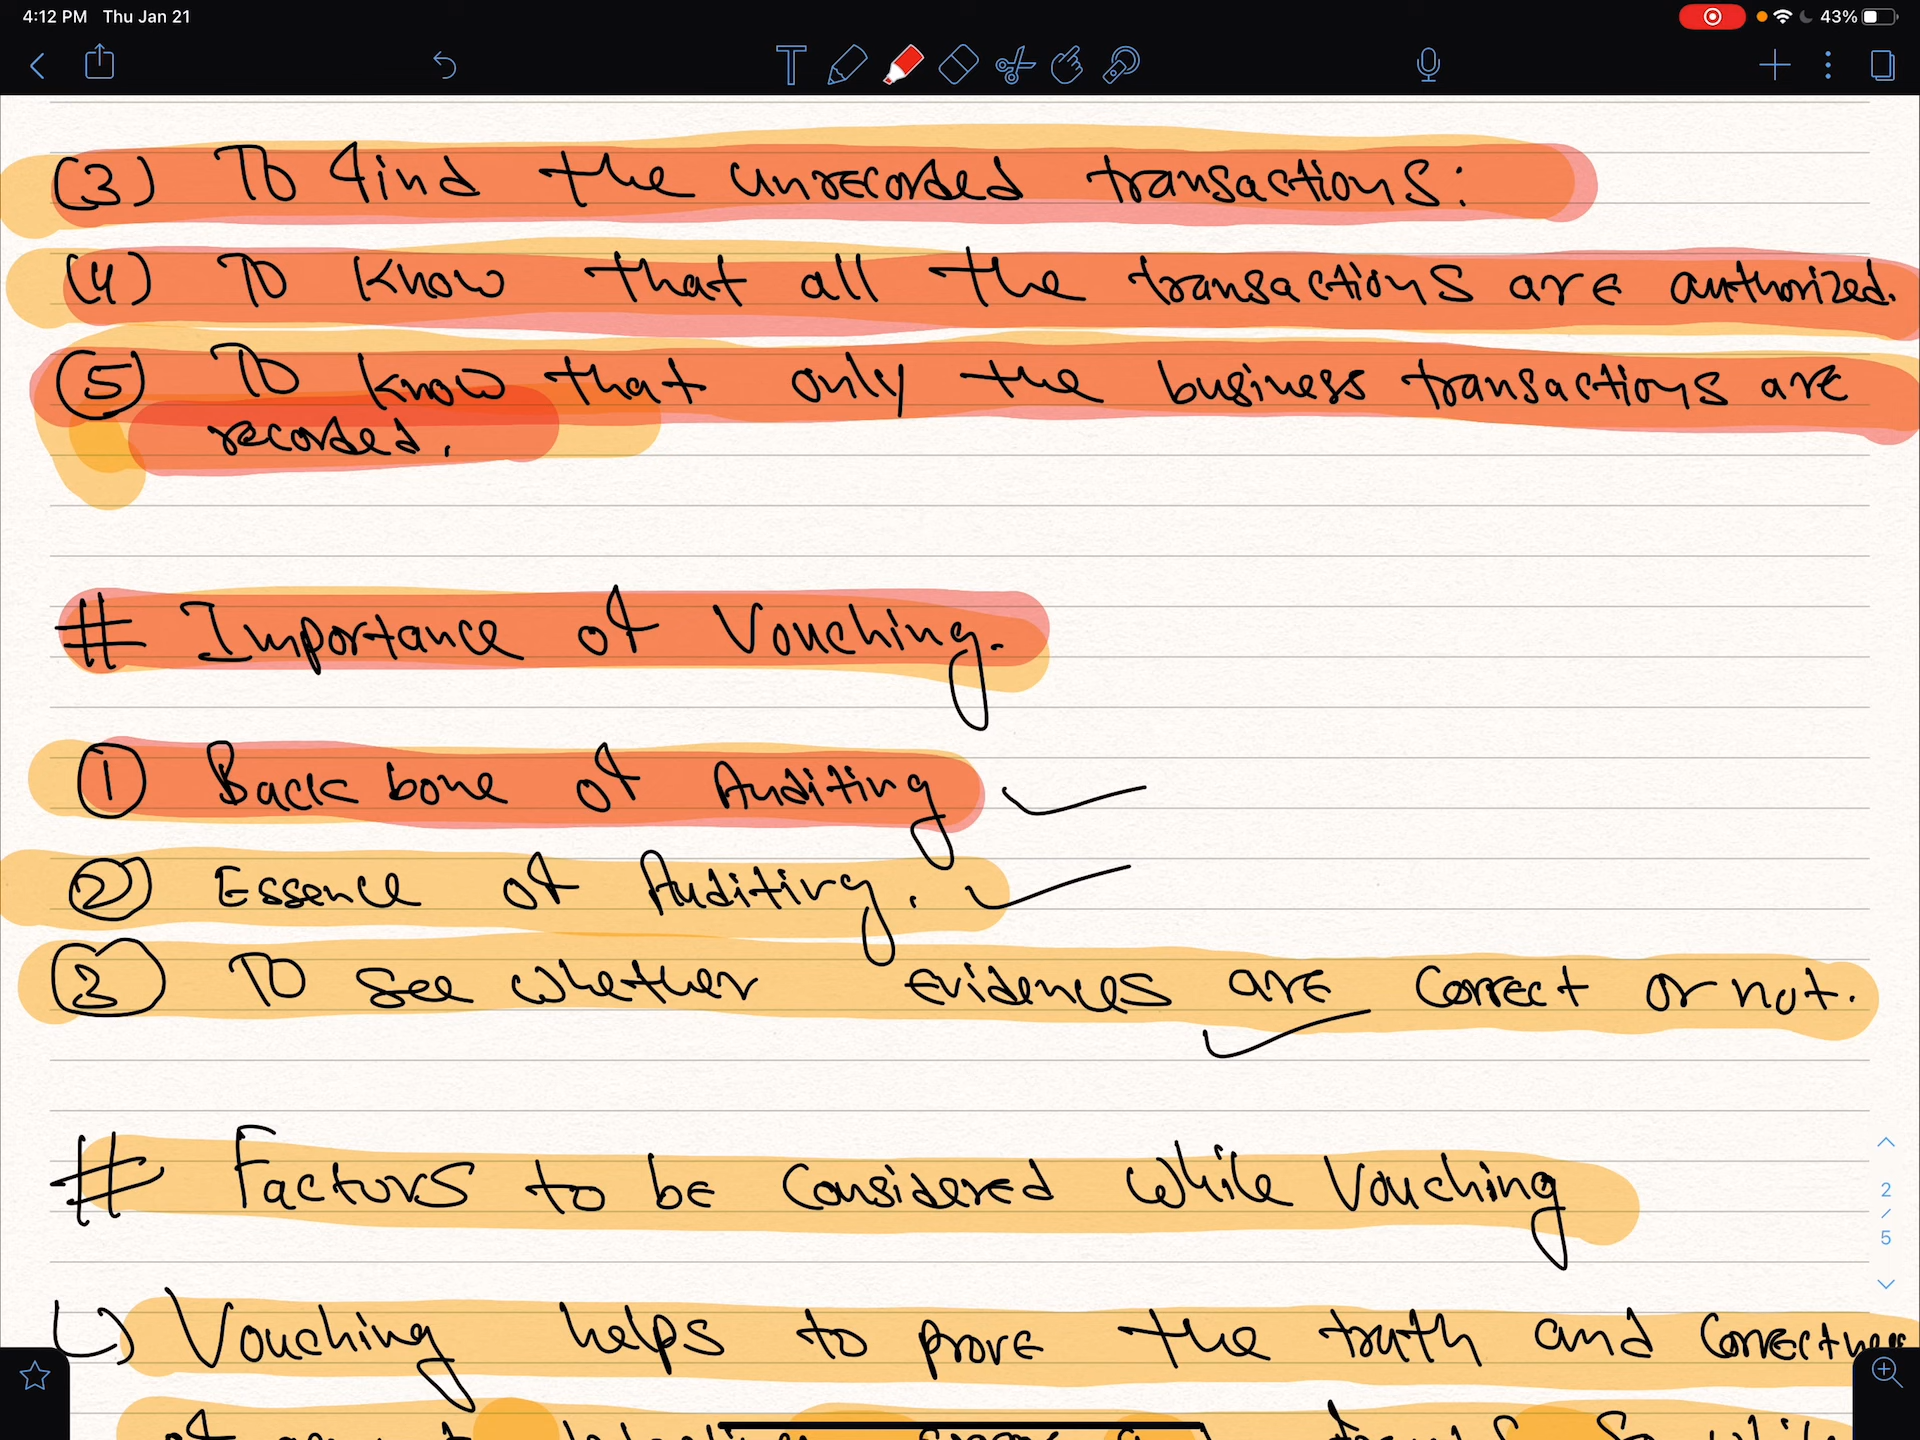 4:12 PM Thu Jan 21
43%
(3) To find the unrecorded transactions:
(4) To know that all the transactions are authorized.
(5) To know that only the business transactions are
recorded.
# Importance of Vouching.
1 Back bone of Auditing
2 Essence of Auditing.
3 To see whether evidences are correct or not.
# Factors to be Considered while Vouching
2
/
5
Vouching helps to prove the truth and